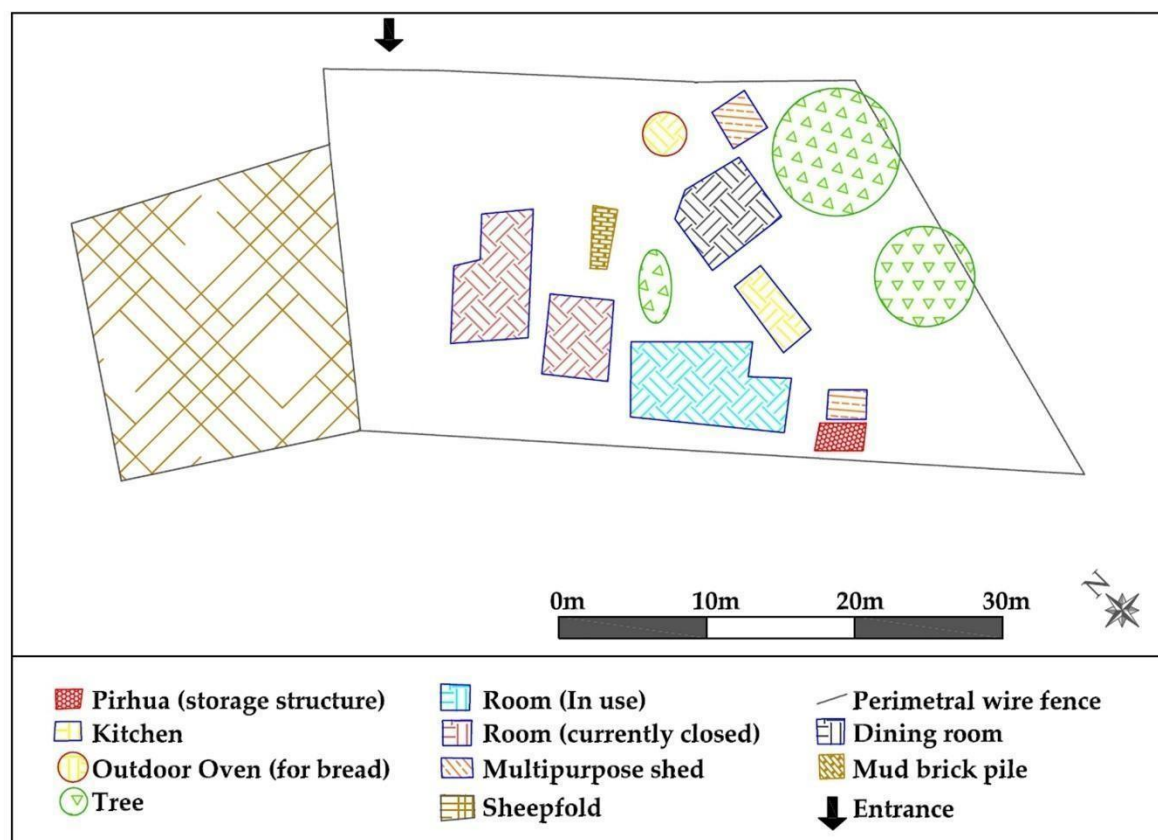 N
0m 10m 20m 30m
Pirhua (storage structure)
Kitchen
Outdoor Oven (for bread)
Tree
Room (In use)
Room (currently closed)
Multipurpose shed
Sheepfold
Perimetral wire fence
Dining room
Mud brick pile
Entrance